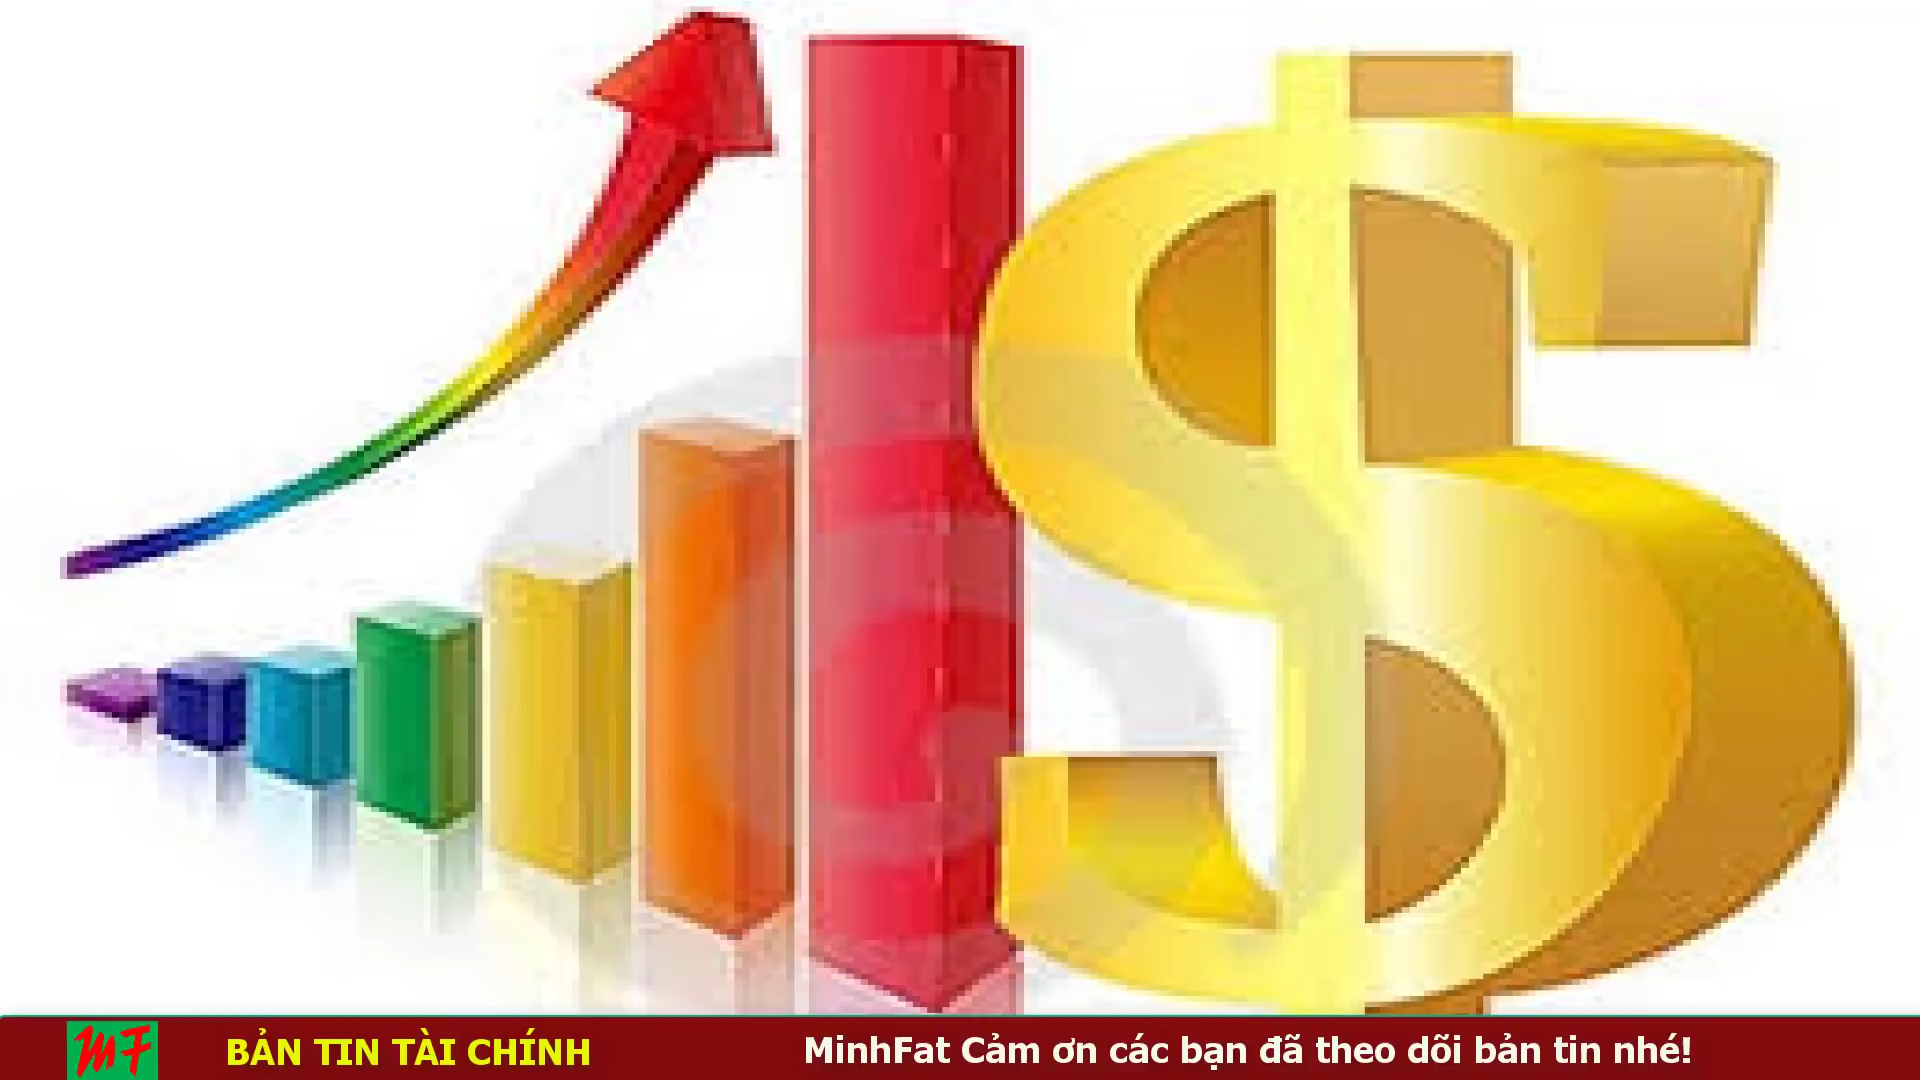 MF
BẢN TIN TÀI CHÍNH
MinhFat Cảm ơn các bạn đã theo dõi bản tin nhé!